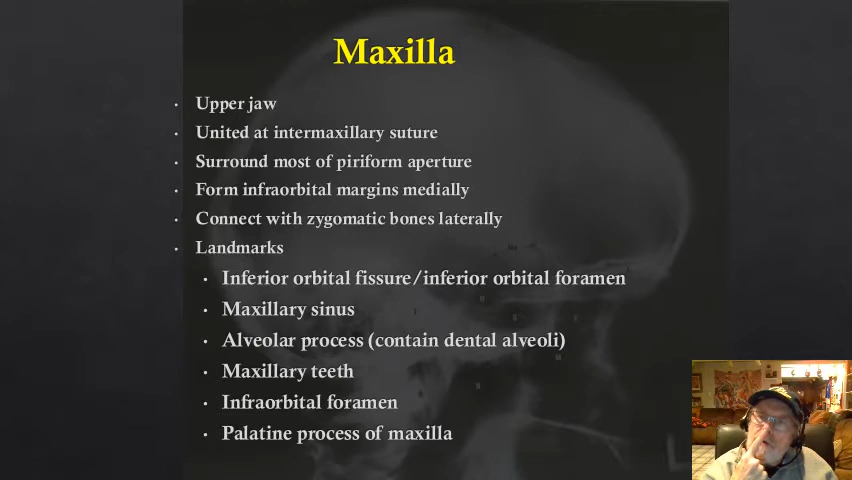 Maxilla
· Upper jaw
· United at intermaxillary suture
· Surround most of piriform aperture
· Form infraorbital margins medially
· Connect with zygomatic bones laterally
· Landmarks
· Inferior orbital fissure/inferior orbital foramen
· Maxillary sinus
· Alveolar process (contain dental alveoli)
· Maxillary teeth
· Infraorbital foramen
· Palatine process of maxilla